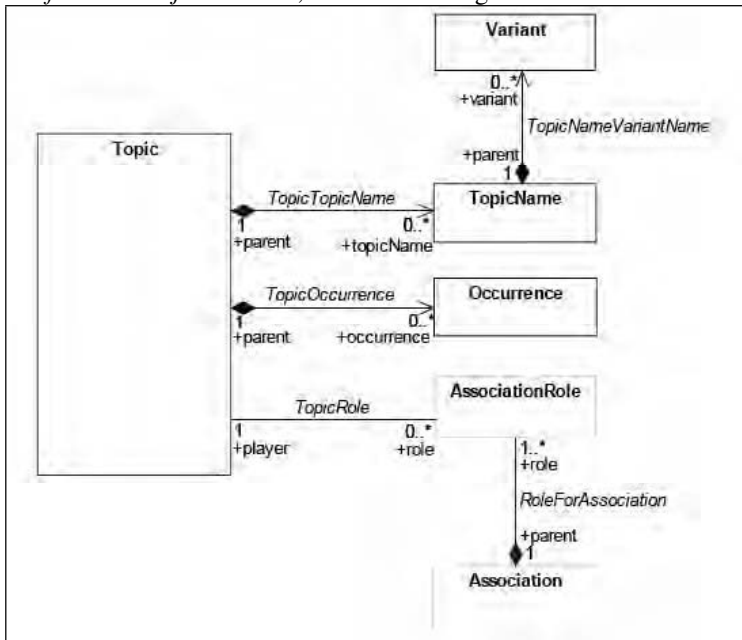 Variant
0..*
+variant
TopicNameVariantName
+parent
1
Topic
TopicTopicName
TopicName
1
0..*
+parent
+topicName
TopicOccurrence
Occurrence
1
0..*
+parent
+occurrence
AssociationRole
TopicRole
1
0..*
+player
+role
1..*
+role
RoleForAssociation
+parent
1
Association